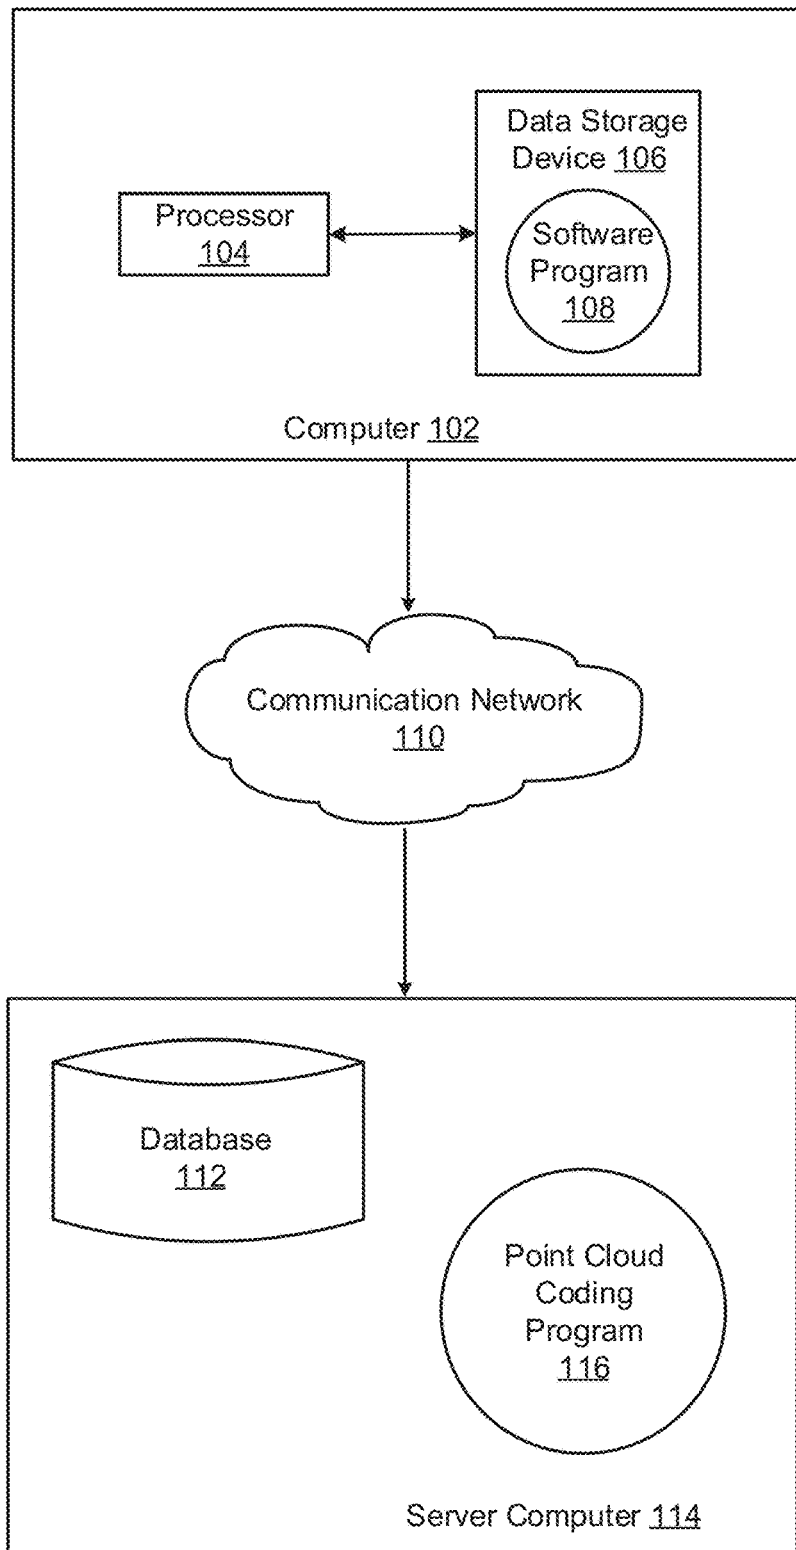 Data Storage
Device 106
Processor
104
Software
Program
108
Computer 102
Communication Network
110
Database
112
Point Cloud
Coding
Program
116
Server Computer 114